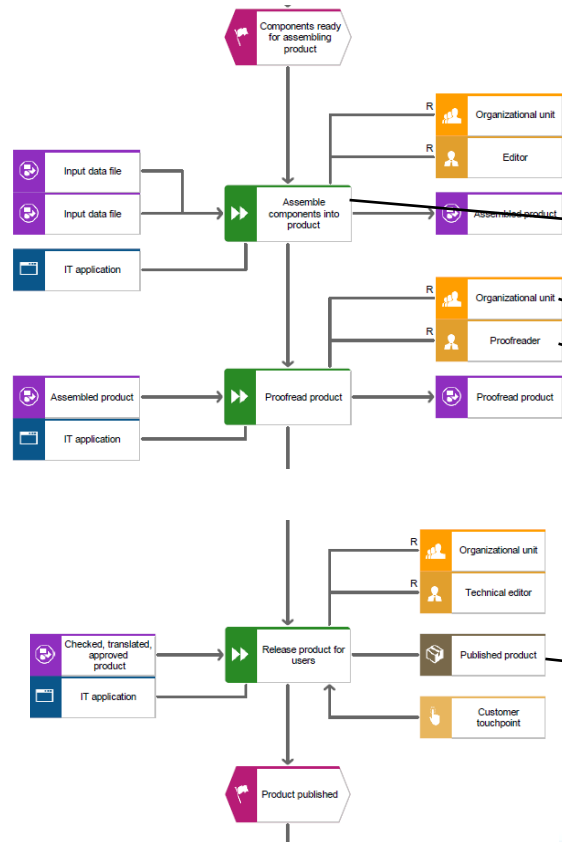 Components ready
for assembling
product
R
Organizational unit
R
Editor
Input data file
Input data file
Assemble
components into
product
Assembled product
IT application
R
Organizational unit
R
Proofreader
Assembled product
Proofread product
Proofread product
IT application
R
Organizational unit
R
Technical editor
Checked, translated,
approved
product
Release product for
users
Published product
IT application
Customer
touchpoint
Product published